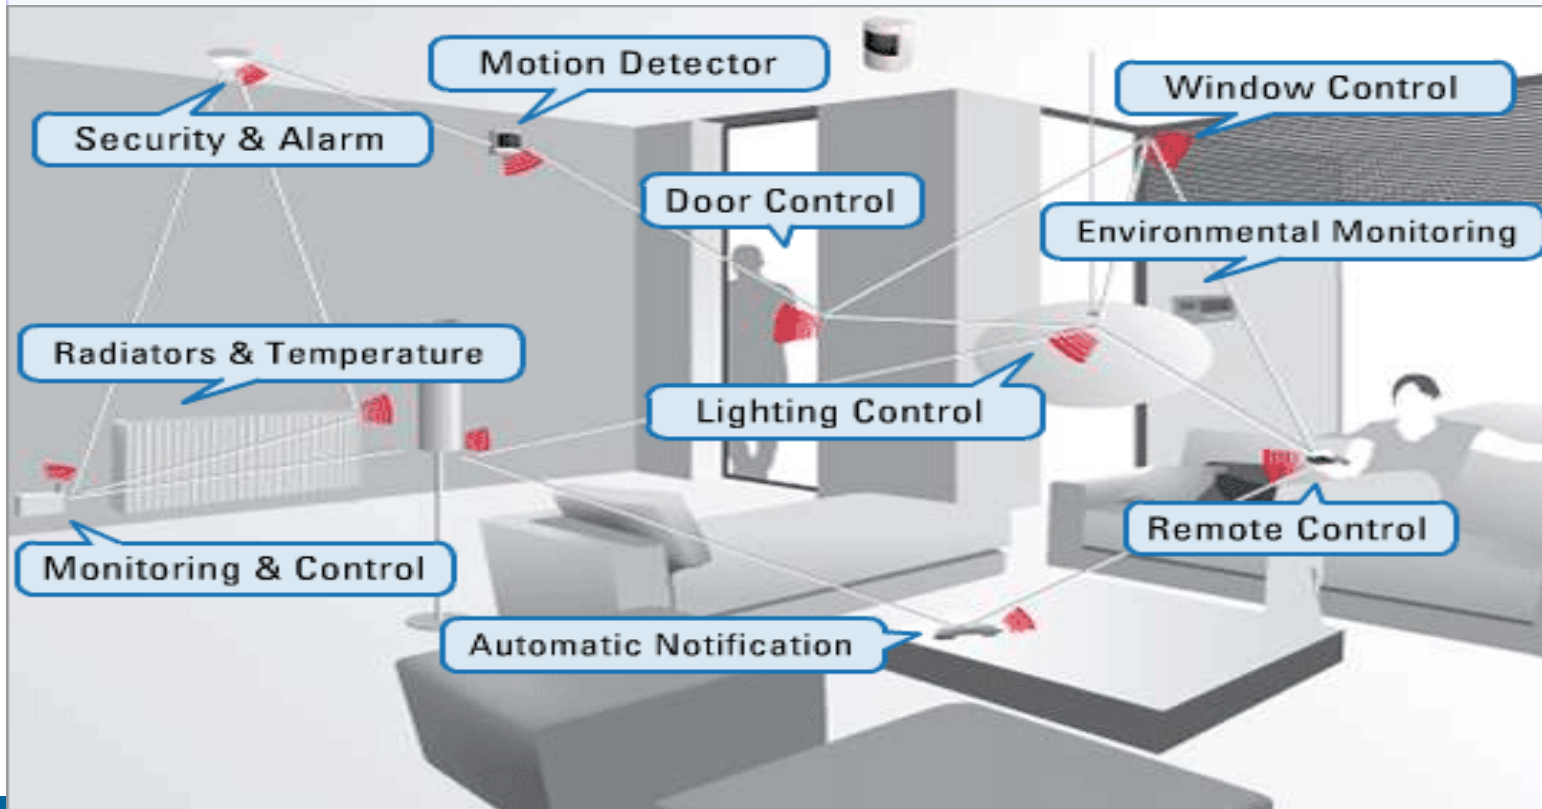 Motion Detector
Window Control
Security & Alarm
Door Control
Environmental Monitoring
Radiators & Temperature
Lighting Control
Remote Control
Monitoring & Control
Automatic Notification